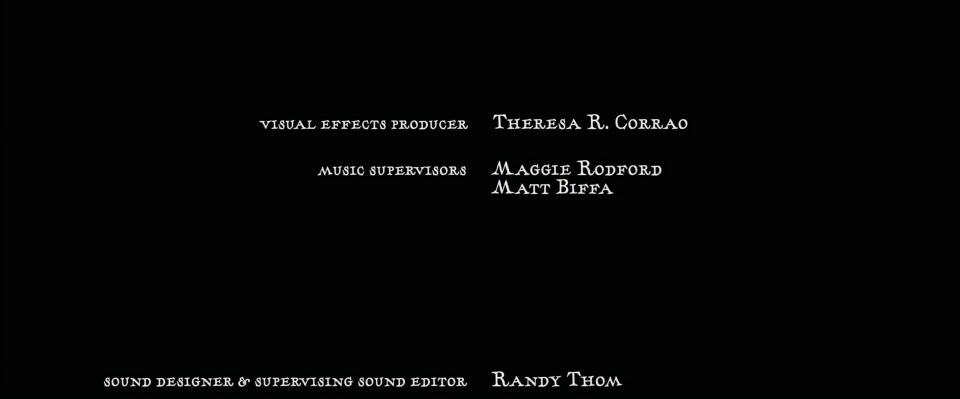 VISUAL EFFECTS PRODUCER THERESA R. CORRAO
MUSIC SUPERVISORS MAGGIE RODFORD
MATT BIFFA
SOUND DESIGNER & SUPERVISING SOUND EDITOR RANDY THOM